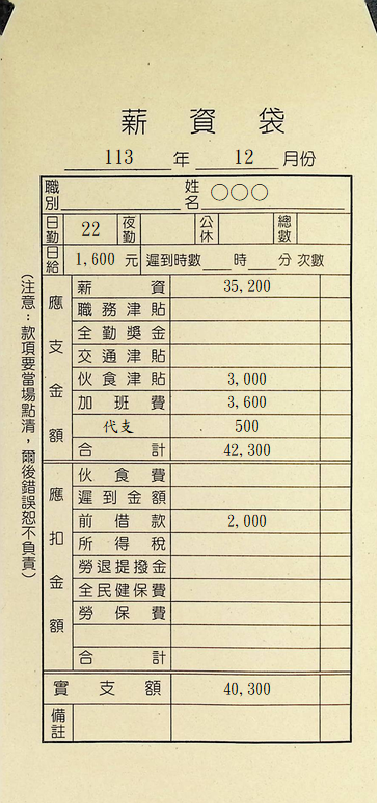 薪資袋
113 年 12 月份
職別 姓名 ○○○
日勤 22 夜勤 公休 總數
日給 1,600 元 遲到時數 時 分 次數
應支金額
薪資 35,200
職務津貼
全勤獎金
交通津貼
伙食津貼 3,000
加班費 3,600
代支 500
合計 42,300
應扣金額
伙食費
遲到金額
前借款 2,000
所得稅
勞退提撥金
全民健保費
勞保費
合計
實支額 40,300
備註
(注意：款項要當場點清，爾後錯誤恕不負責)